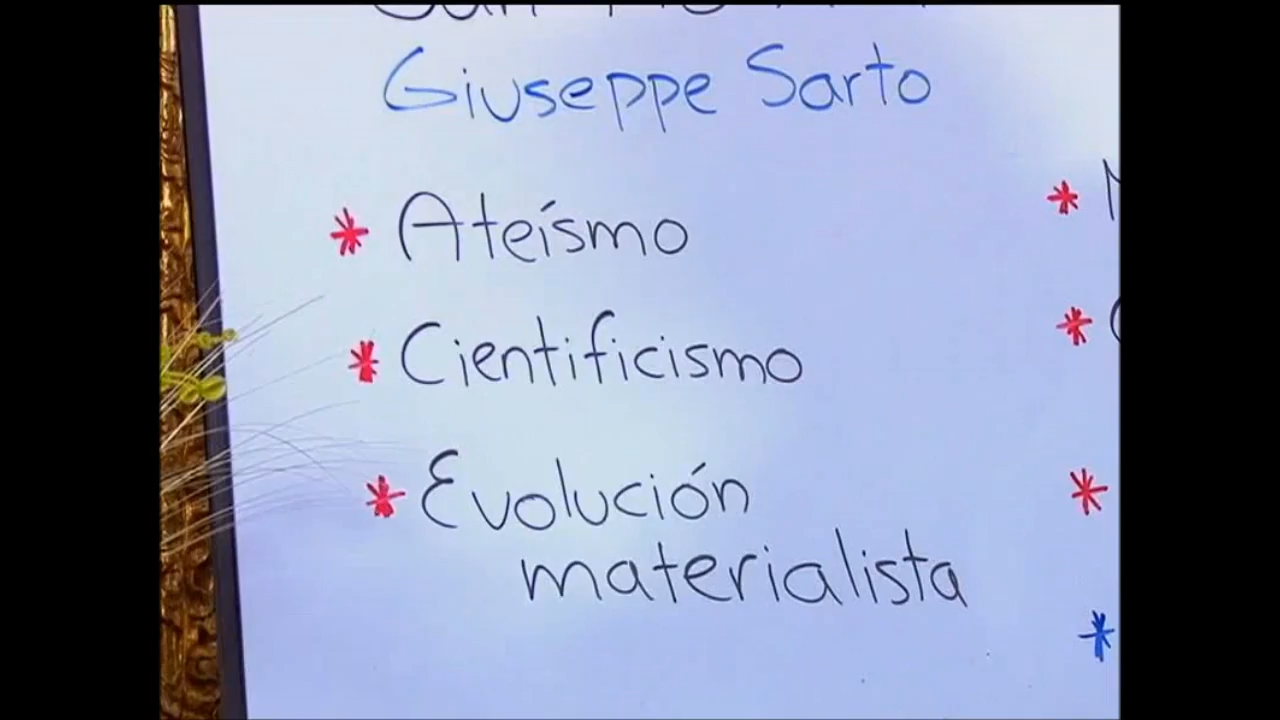 Giuseppe Sarto
* Ateísmo
* Cientificismo
* Evolución
materialista